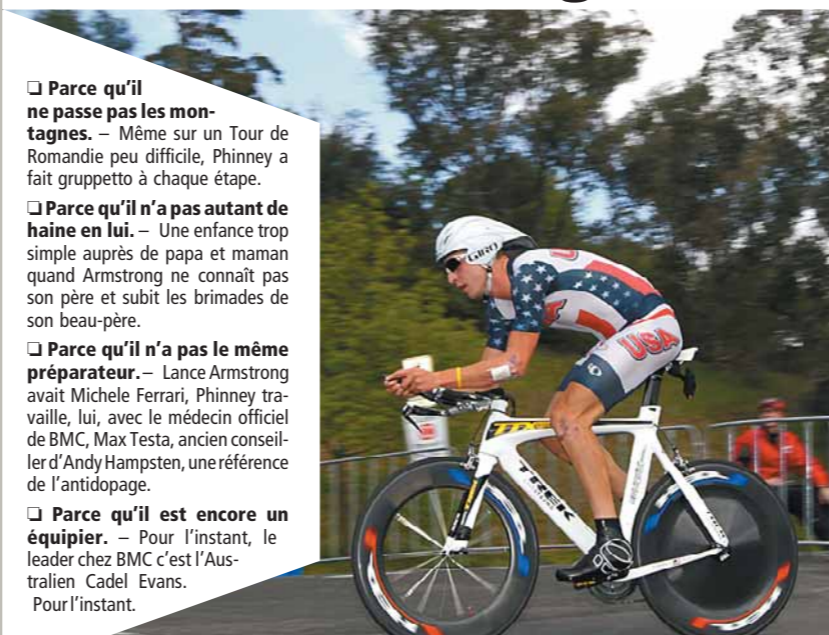 ❏ Parce qu'il
ne passe pas les mon-
tagnes. – Même sur un Tour de
Romandie peu difficile, Phinney a
fait gruppetto à chaque étape.
❏ Parce qu'il n'a pas autant de
haine en lui. – Une enfance trop
simple auprès de papa et maman
quand Armstrong ne connaît pas
son père et subit les brimades de
son beau-père.
❏ Parce qu'il n'a pas le même
préparateur. – Lance Armstrong
avait Michele Ferrari, Phinney tra-
vaille, lui, avec le médecin officiel
de BMC, Max Testa, ancien conseil-
ler d'Andy Hampsten, une référence
de l'antidopage.
❏ Parce qu'il est encore un
équipier. – Pour l'instant, le
leader chez BMC c'est l'Aus-
tralien Cadel Evans.
Pour l'instant.
GIRO
USA
TREK